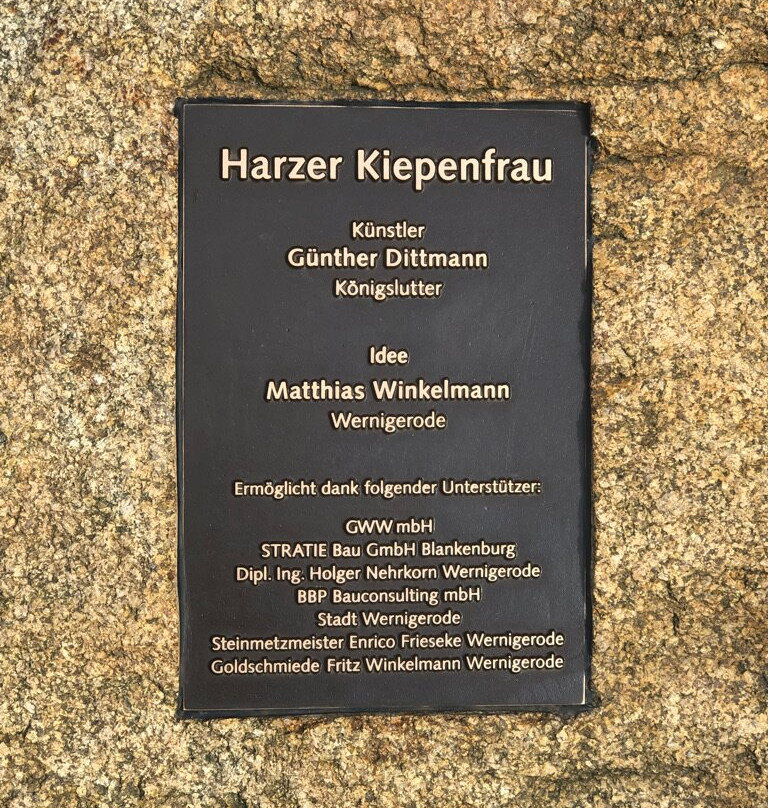 Harzer Kiepenfrau
Künstler
Günther Dittmann
Königslutter
Idee
Matthias Winkelmann
Wernigerode
Ermöglicht dank folgender Unterstützer:
GWW mbH
STRATIE Bau GmbH Blankenburg
Dipl. Ing. Holger Nehrkorn Wernigerode
BBP Bauconsulting mbH
Stadt Wernigerode
Steinmetzmeister Enrico Frieseke Wernigerode
Goldschmiede Fritz Winkelmann Wernigerode